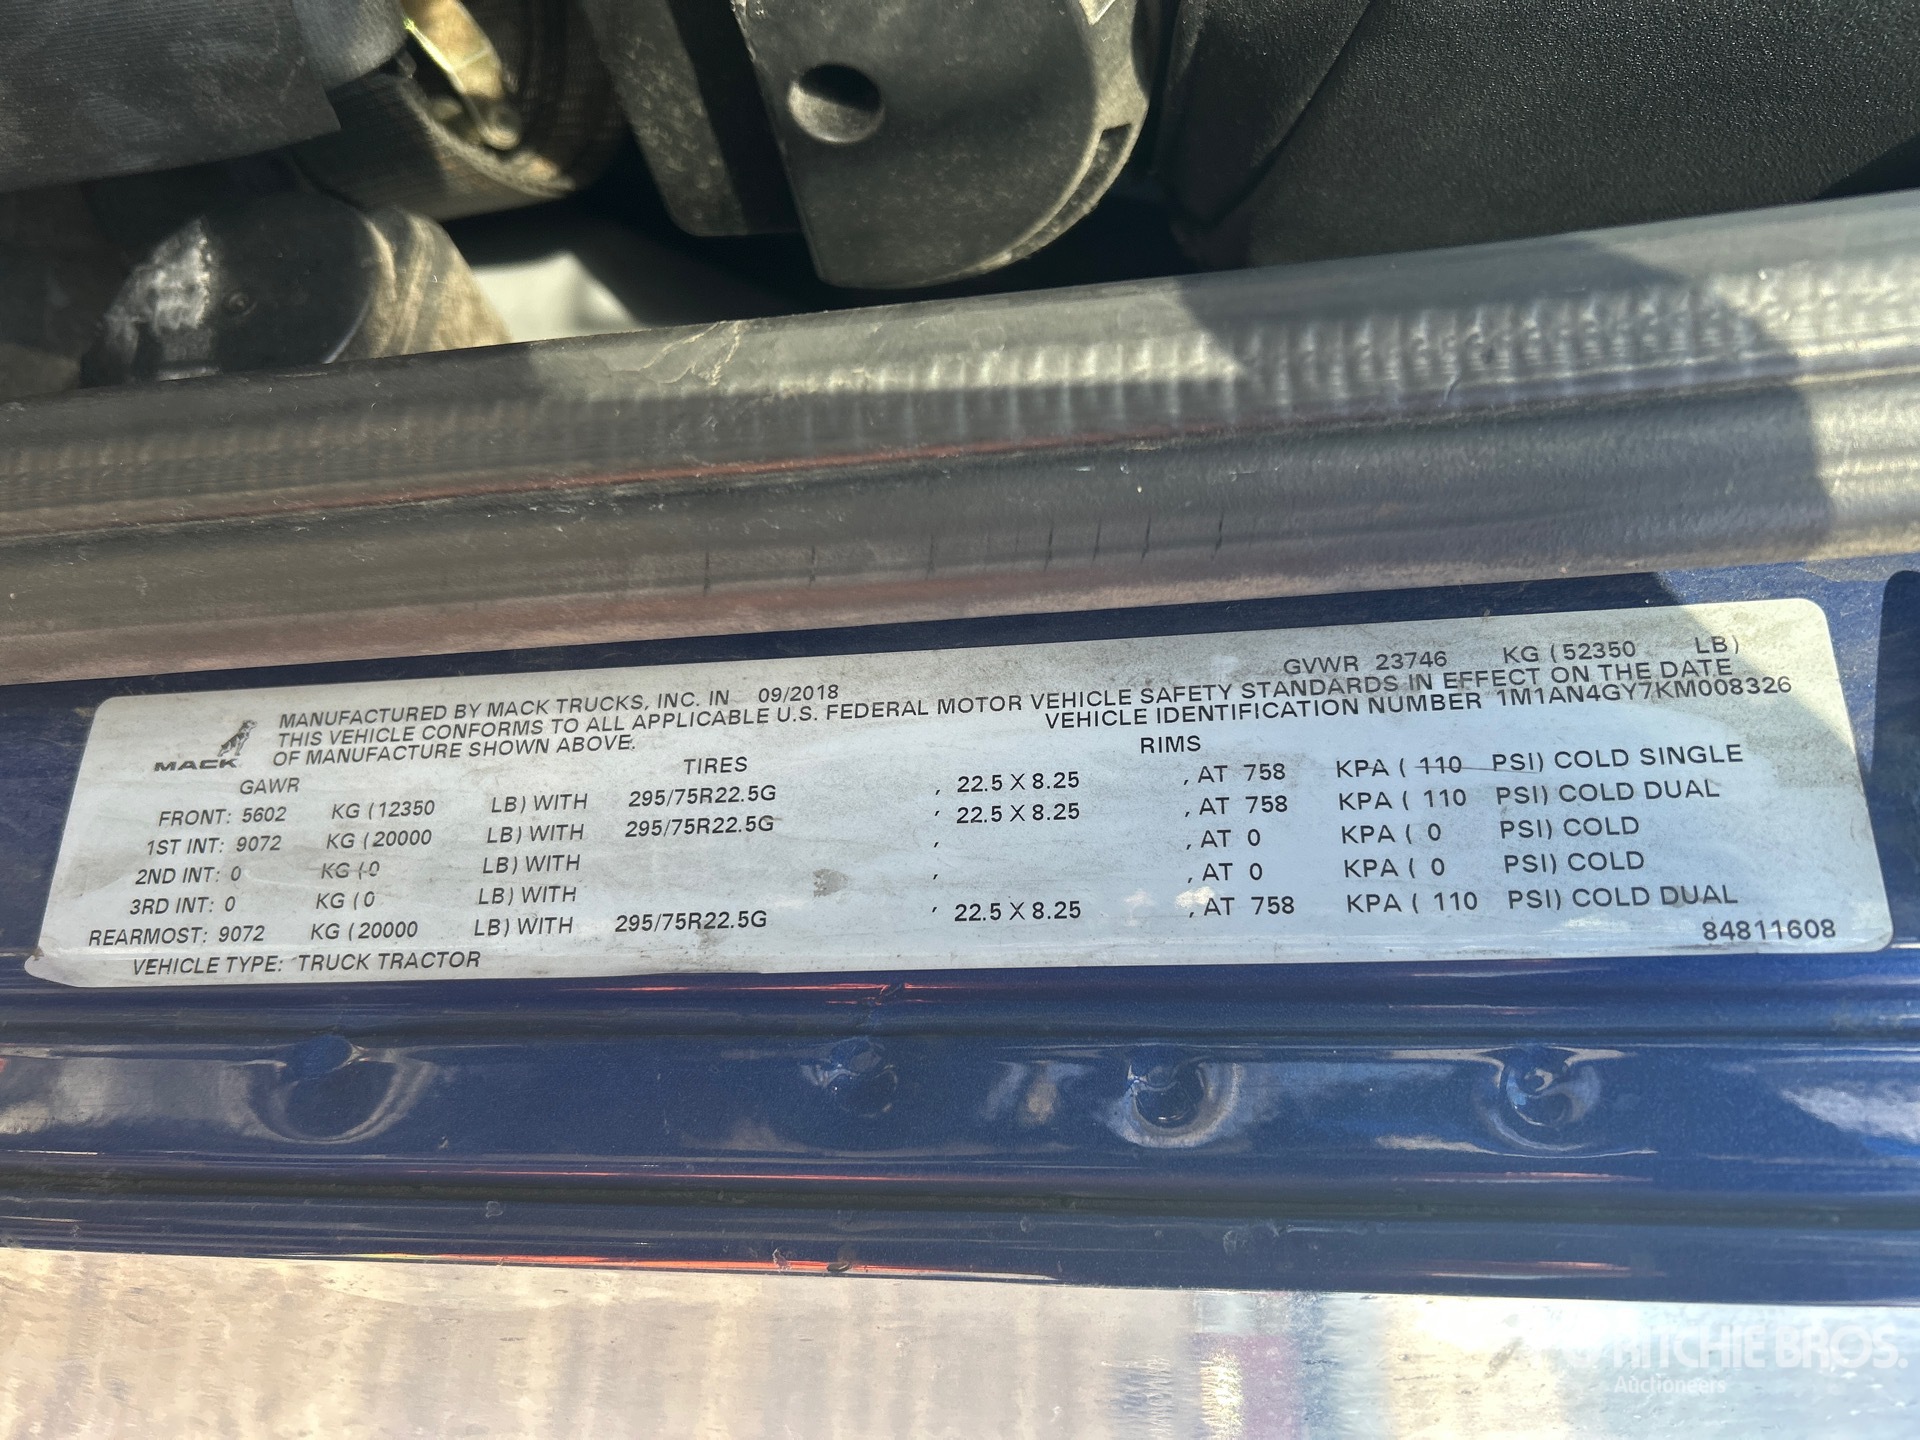 GVWR 23746 KG (52350 LB)
MANUFACTURED BY MACK TRUCKS, INC. IN 09/2018
THIS VEHICLE CONFORMS TO ALL APPLICABLE U.S. FEDERAL MOTOR VEHICLE SAFETY STANDARDS IN EFFECT ON THE DATE
OF MANUFACTURE SHOWN ABOVE.
VEHICLE IDENTIFICATION NUMBER 1M1AN4GY7KM008326
MACK
GAWR TIRES RIMS
FRONT: 5602 KG (12350 LB) WITH 295/75R22.5G , 22.5 X 8.25 , AT 758 KPA ( 110 PSI) COLD SINGLE
1ST INT: 9072 KG (20000 LB) WITH 295/75R22.5G , 22.5 X 8.25 , AT 758 KPA ( 110 PSI) COLD DUAL
2ND INT: 0 KG (0 LB) WITH , , AT 0 KPA ( 0 PSI) COLD
3RD INT: 0 KG (0 LB) WITH , , AT 0 KPA ( 0 PSI) COLD
REARMOST: 9072 KG (20000 LB) WITH 295/75R22.5G , 22.5 X 8.25 , AT 758 KPA ( 110 PSI) COLD DUAL
VEHICLE TYPE: TRUCK TRACTOR
84811608
RITCHIE BROS.
Auctioneers